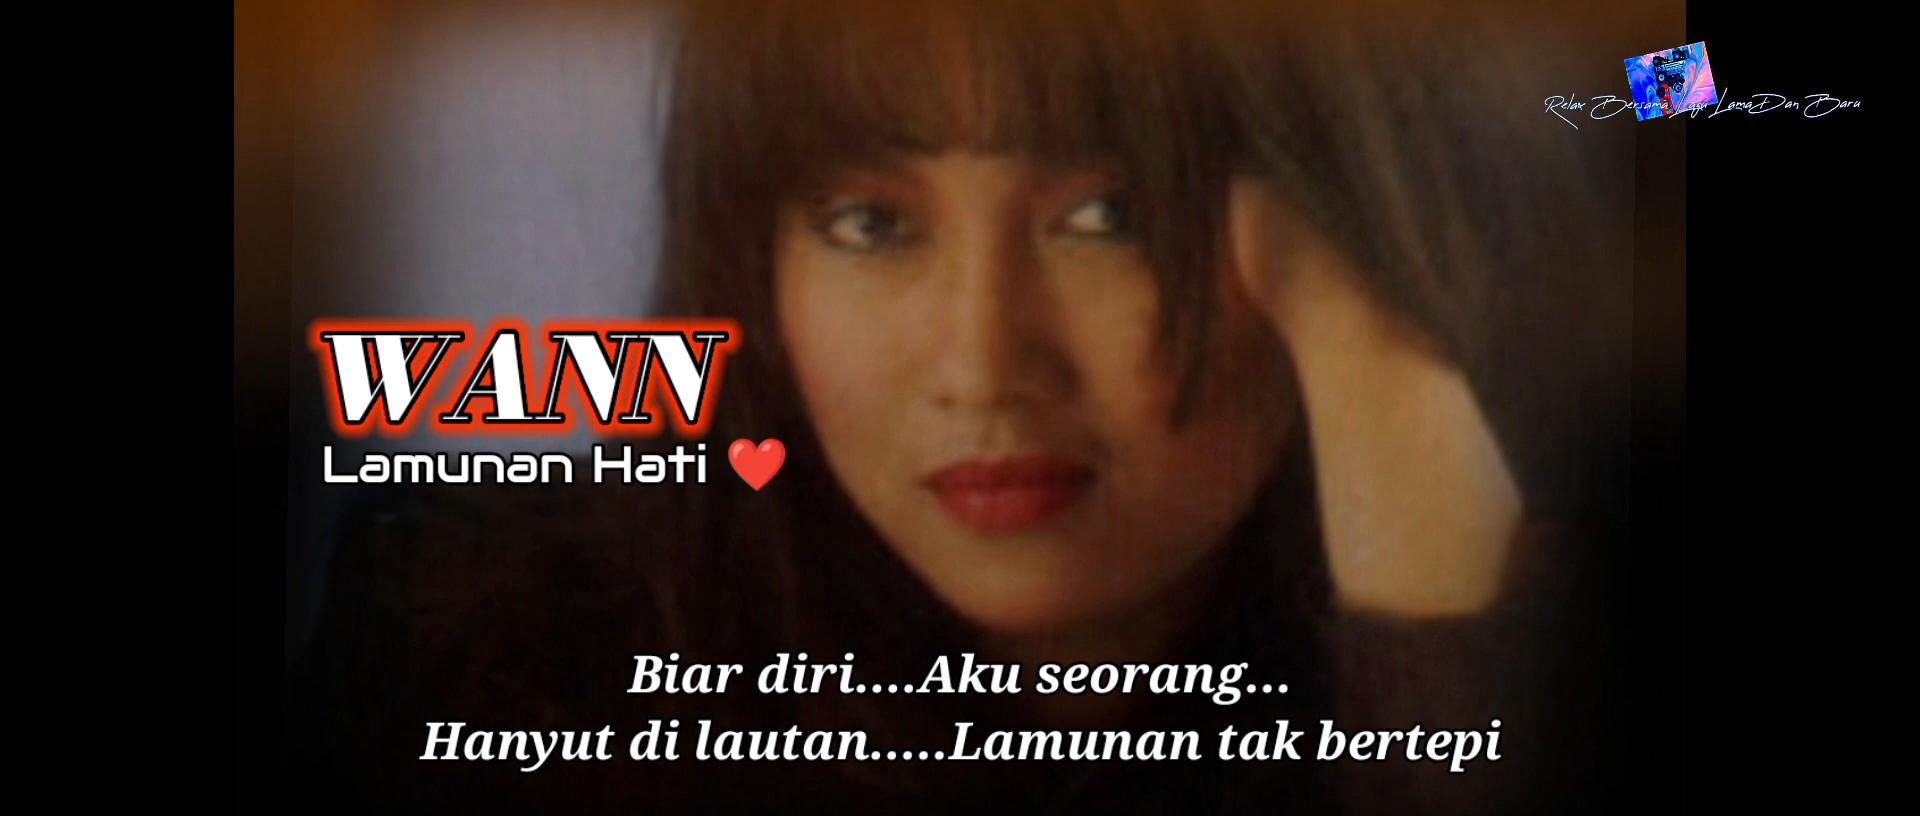 Relax Bersama Lagu Lama Dan Baru
WANN
Lamunan Hati ❤️
Biar diri....Aku seorang...
Hanyut di lautan.....Lamunan tak bertepi